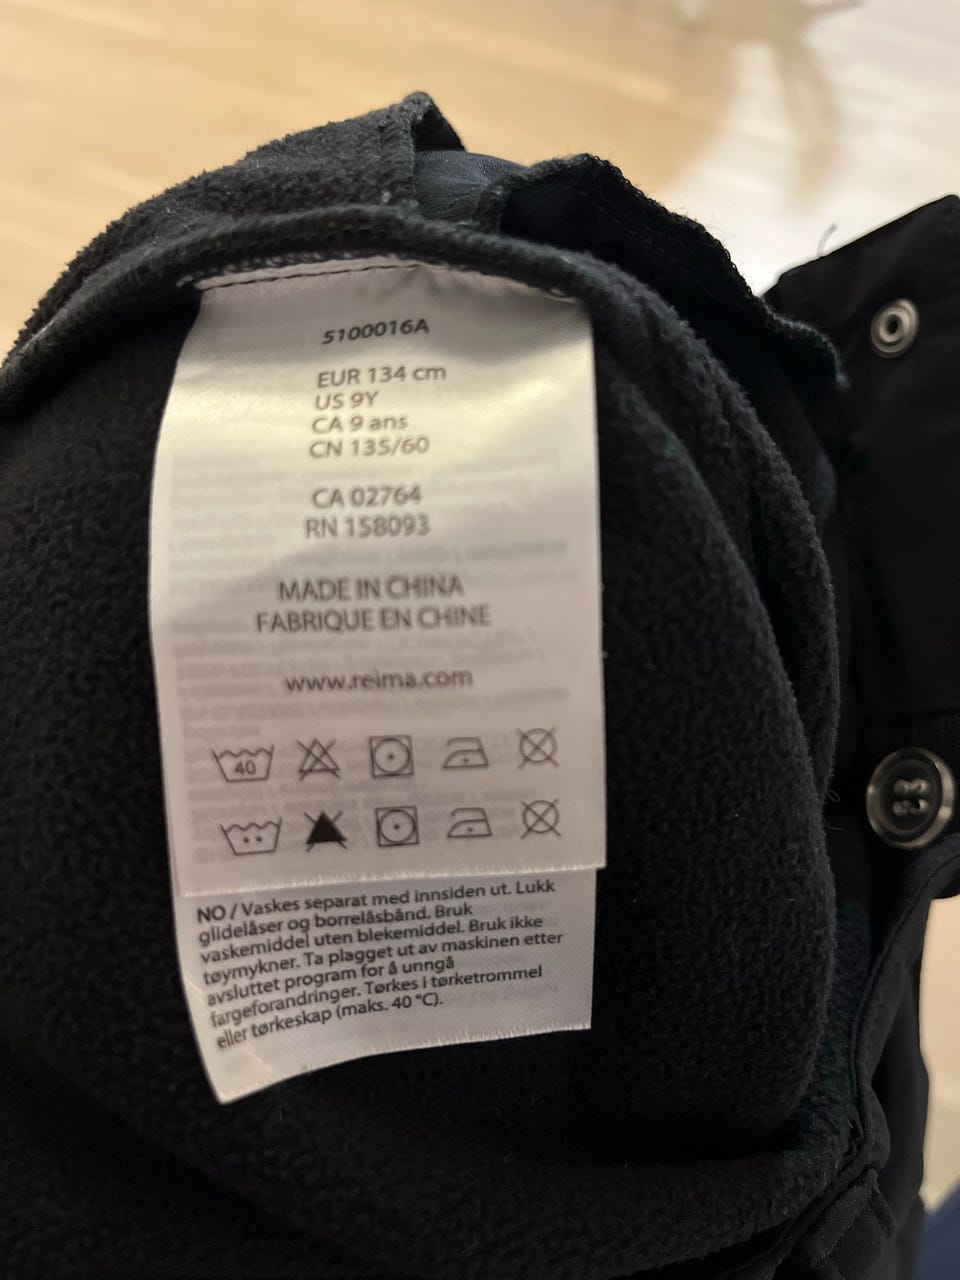 5100016A
EUR 134 cm
US 9Y
CA 9 ans
CN 135/60
CA 02764
RN 158093
MADE IN CHINA
FABRIQUE EN CHINE
www.reima.com
40
NO / Vaskes separat med innsiden ut. Lukk
glidelåser og borrelåsbånd. Bruk
vaskemiddel uten blekemiddel. Bruk ikke
tøymykner. Ta plagget ut av maskinen etter
avsluttet program for å unngå
fargeforandringer. Tørkes i tørketrommel
eller tørkeskap (maks. 40 °C).